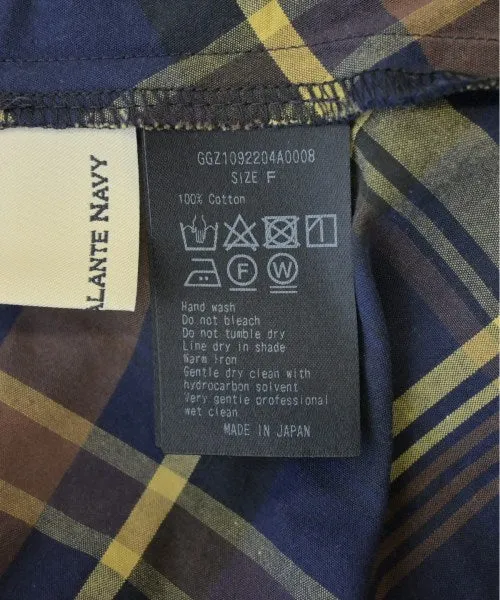 GGZ1092204A0008
SIZE F
100% Cotton
F W
Hand wash
Do not bleach
Do not tumble dry
Line dry in shade
Warm iron
Gentle dry clean with
hydrocarbon solvent
Very gentle professional
wet clean
MADE IN JAPAN
ALANTE NAVY